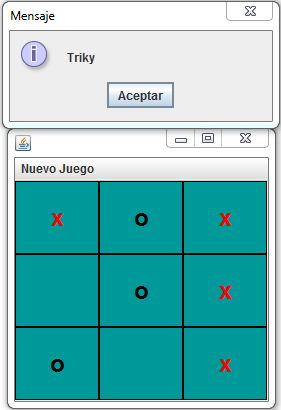 Mensaje
Triky
Aceptar
Nuevo Juego
X O X
O X
O X